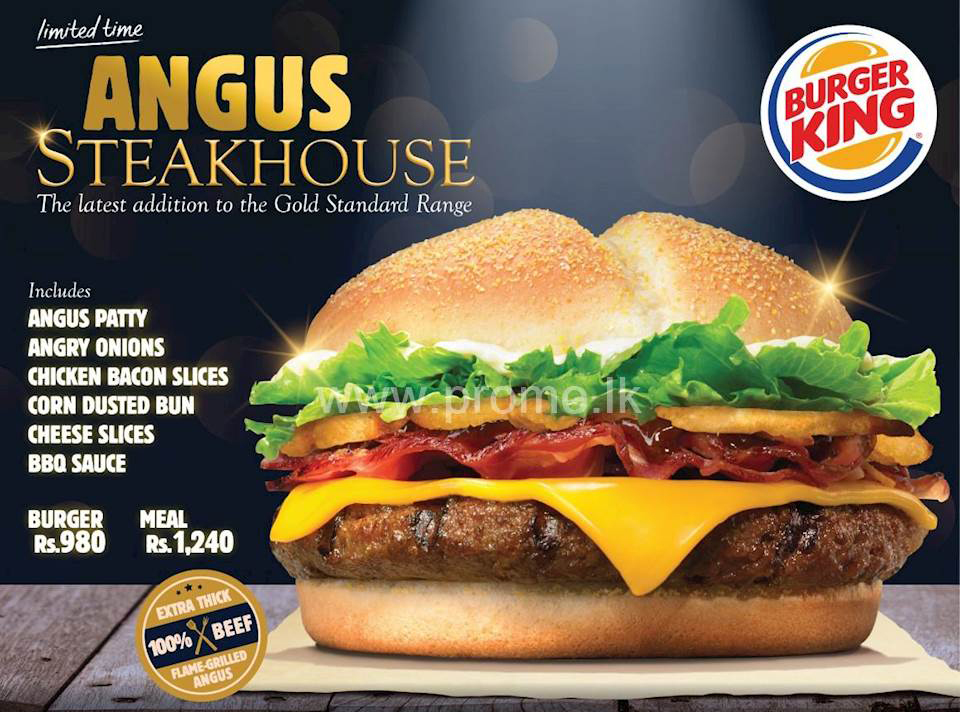 limited time
ANGUS
STEAKHOUSE
The latest addition to the Gold Standard Range
BURGER
KING
®
Includes
ANGUS PATTY
ANGRY ONIONS
CHICKEN BACON SLICES
CORN DUSTED BUN
CHEESE SLICES
BBQ SAUCE
www.promo.lk
BURGER MEAL
Rs.980 Rs.1,240
EXTRA THICK
100% BEEF
FLAME-GRILLED
ANGUS